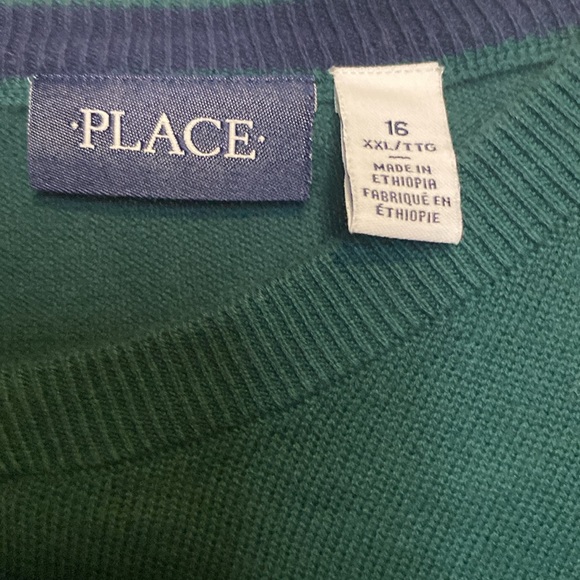 ·PLACE·
16
XXL/TTG
MADE IN
ETHIOPIA
FABRIQUÉ EN
ÉTHIOPIE